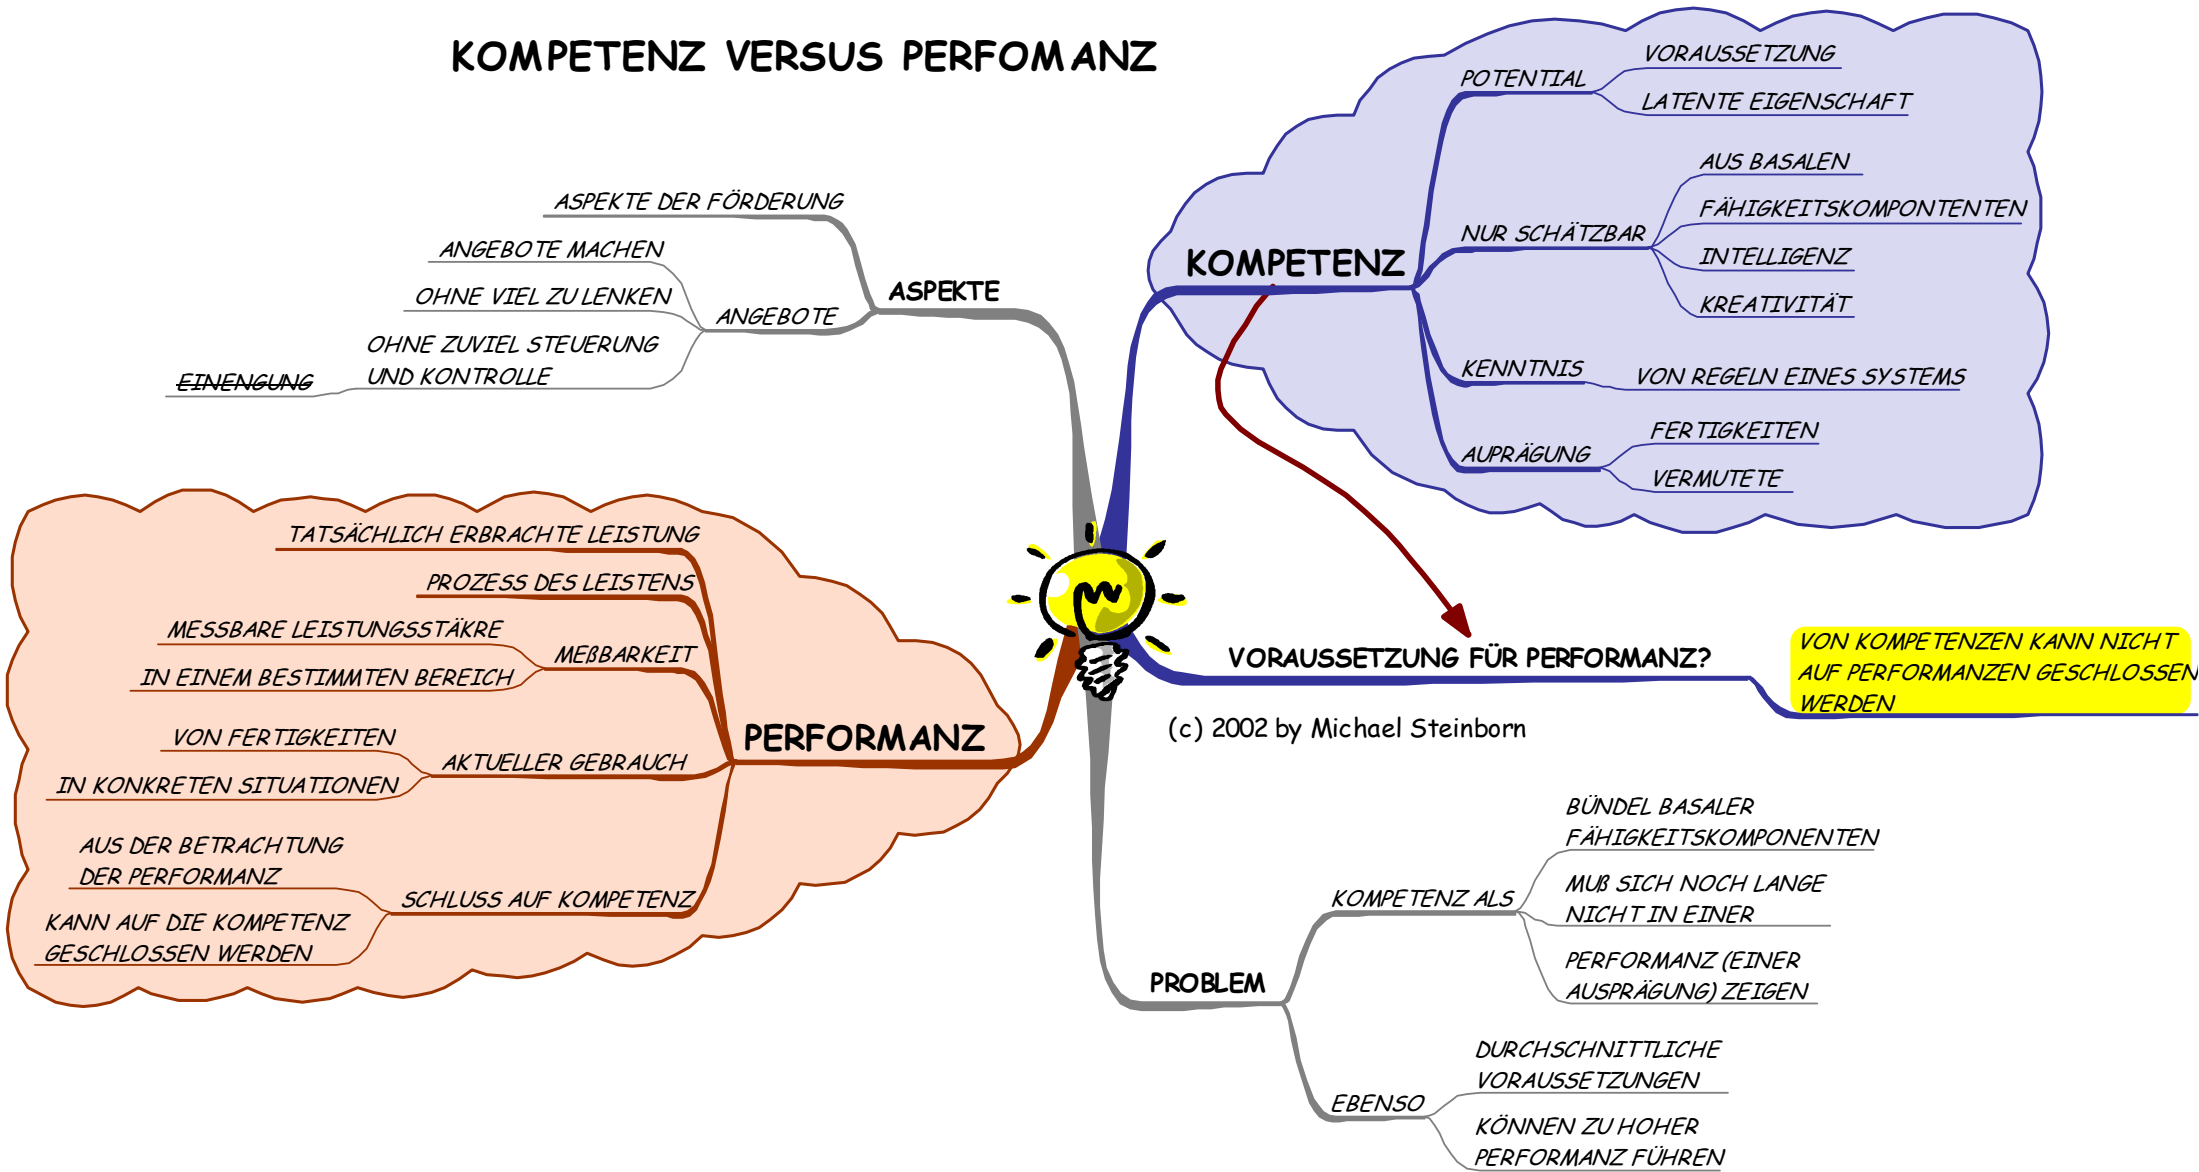 KOMPETENZ VERSUS PERFOMANZ
KOMPETENZ
POTENTIAL
VORAUSSETZUNG
LATENTE EIGENSCHAFT
NUR SCHÄTZBAR
AUS BASALEN
FÄHIGKEITSKOMPONTENTEN
INTELLIGENZ
KREATIVITÄT
KENNTNIS
VON REGELN EINES SYSTEMS
AUPRÄGUNG
FERTIGKEITEN
VERMUTETE
ASPEKTE
ASPEKTE DER FÖRDERUNG
ANGEBOTE
ANGEBOTE MACHEN
OHNE VIEL ZU LENKEN
OHNE ZUVIEL STEUERUNG
UND KONTROLLE
EINENGUNG
PERFORMANZ
TATSÄCHLICH ERBRACHTE LEISTUNG
PROZESS DES LEISTENS
MEßBARKEIT
MESSBARE LEISTUNGSSTÄKRE
IN EINEM BESTIMMTEN BEREICH
AKTUELLER GEBRAUCH
VON FERTIGKEITEN
IN KONKRETEN SITUATIONEN
SCHLUSS AUF KOMPETENZ
AUS DER BETRACHTUNG
DER PERFORMANZ
KANN AUF DIE KOMPETENZ
GESCHLOSSEN WERDEN
VORAUSSETZUNG FÜR PERFORMANZ?
VON KOMPETENZEN KANN NICHT
AUF PERFORMANZEN GESCHLOSSEN
WERDEN
(c) 2002 by Michael Steinborn
PROBLEM
KOMPETENZ ALS
BÜNDEL BASALER
FÄHIGKEITSKOMPONENTEN
MUß SICH NOCH LANGE
NICHT IN EINER
PERFORMANZ (EINER
AUSPRÄGUNG) ZEIGEN
EBENSO
DURCHSCHNITTLICHE
VORAUSSETZUNGEN
KÖNNEN ZU HOHER
PERFORMANZ FÜHREN